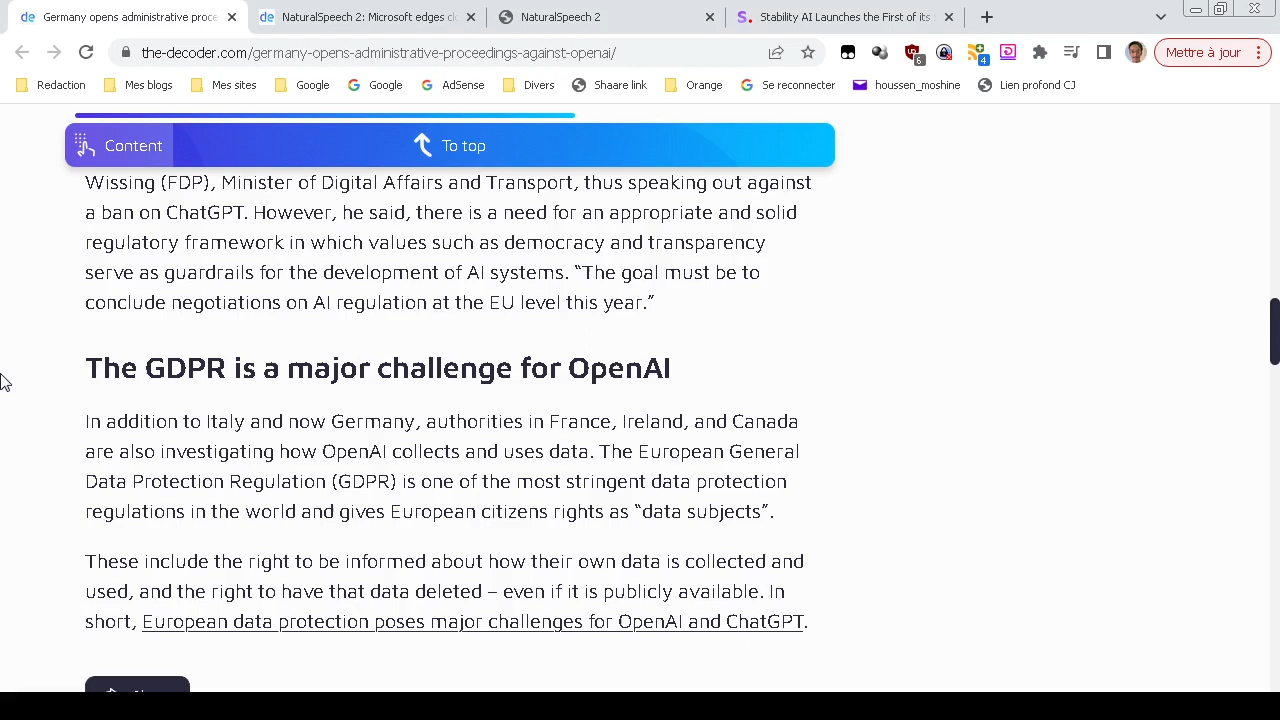 Germany opens administrative proce
NaturalSpeech 2: Microsoft edges cl
NaturalSpeech 2
Stability AI Launches the First of its
the-decoder.com/germany-opens-administrative-proceedings-against-openai/
6
4
Mettre à jour
Redaction
Mes blogs
Mes sites
Google
Google
AdSense
Divers
Shaare link
Orange
Se reconnecter
houssen_moshine
Lien profond CJ
Content
To top
Wissing (FDP), Minister of Digital Affairs and Transport, thus speaking out against
a ban on ChatGPT. However, he said, there is a need for an appropriate and solid
regulatory framework in which values such as democracy and transparency
serve as guardrails for the development of AI systems. “The goal must be to
conclude negotiations on AI regulation at the EU level this year.”
The GDPR is a major challenge for OpenAI
In addition to Italy and now Germany, authorities in France, Ireland, and Canada
are also investigating how OpenAI collects and uses data. The European General
Data Protection Regulation (GDPR) is one of the most stringent data protection
regulations in the world and gives European citizens rights as “data subjects”.
These include the right to be informed about how their own data is collected and
used, and the right to have that data deleted – even if it is publicly available. In
short, European data protection poses major challenges for OpenAI and ChatGPT.